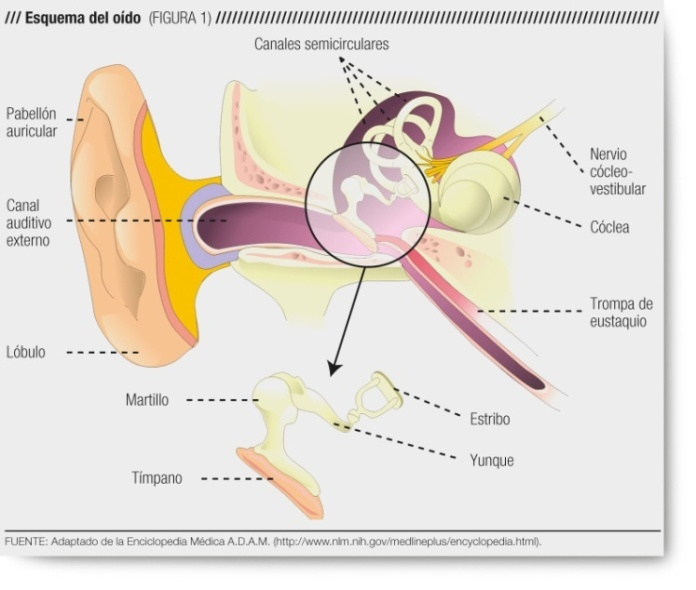 /// Esquema del oído (FIGURA 1)
Canales semicirculares
Pabellón
auricular
Nervio
cócleo-
vestibular
Canal
auditivo
externo
Cóclea
Trompa de
eustaquio
Lóbulo
Martillo
Estribo
Yunque
Tímpano
FUENTE: Adaptado de la Enciclopedia Médica A.D.A.M. (http://www.nlm.nih.gov/medlineplus/encyclopedia.html).